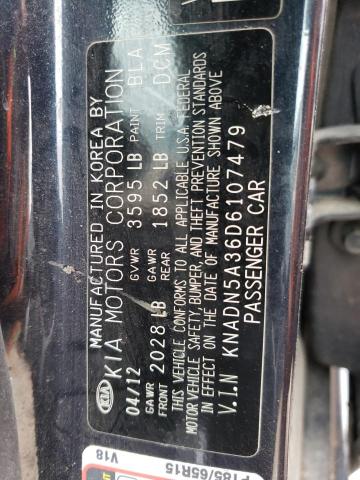 MANUFACTURED IN KOREA BY
KIA KIA MOTORS CORPORATION
04/12 GVWR 3595 LB PAINT BLA
GAWR FRONT 2028 LB GAWR REAR 1852 LB TRIM DCM
THIS VEHICLE CONFORMS TO ALL APPLICABLE U.S.A FEDERAL
MOTOR VEHICLE SAFETY, BUMPER, AND THEFT PREVENTION STANDARDS
IN EFFECT ON THE DATE OF MANUFACTURE SHOWN ABOVE
V.I.N KNADN5A36D6107479
PASSENGER CAR
V18
P185/65R15